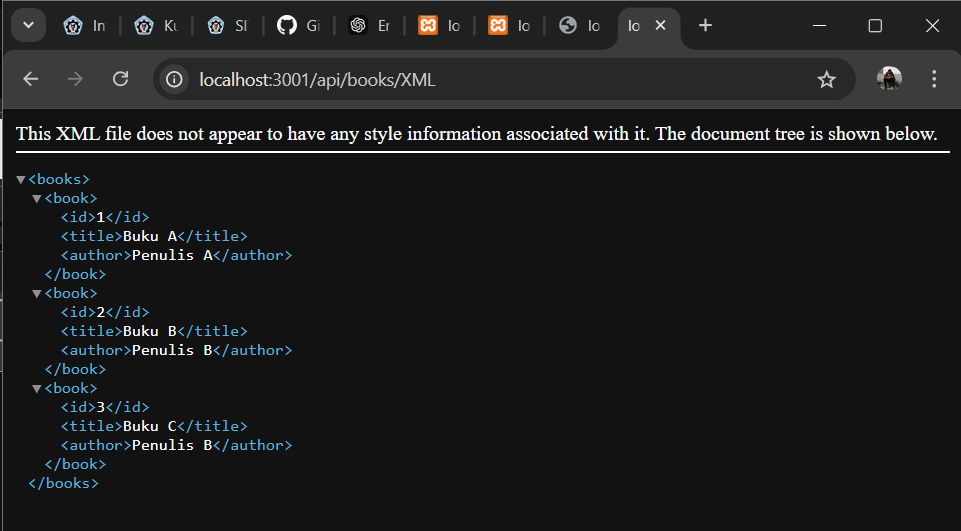 In
Kı
SI
Gi
Er
lo
lo
lo
lo
localhost:3001/api/books/XML
This XML file does not appear to have any style information associated with it. The document tree is shown below.
<books>
<book>
<id>1</id>
<title>Buku A</title>
<author>Penulis A</author>
</book>
<book>
<id>2</id>
<title>Buku B</title>
<author>Penulis B</author>
</book>
<book>
<id>3</id>
<title>Buku C</title>
<author>Penulis B</author>
</book>
</books>